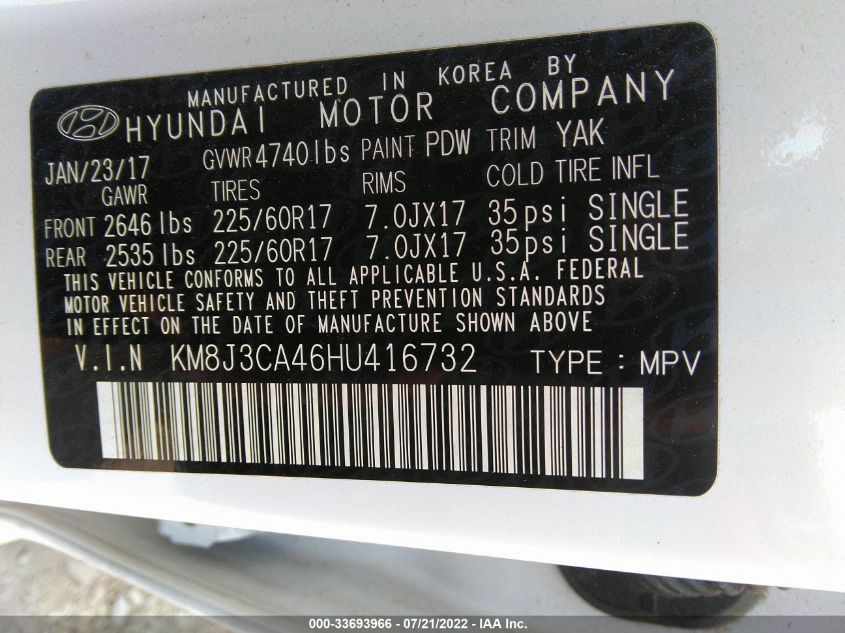 MANUFACTURED IN KOREA BY
HYUNDAI MOTOR COMPANY
JAN/23/17 GVWR 4740 lbs PAINT PDW TRIM YAK
GAWR TIRES RIMS COLD TIRE INFL
FRONT 2646 lbs 225/60R17 7.0JX17 35psi SINGLE
REAR 2535 lbs 225/60R17 7.0JX17 35psi SINGLE
THIS VEHICLE CONFORMS TO ALL APPLICABLE U.S.A. FEDERAL
MOTOR VEHICLE SAFETY AND THEFT PREVENTION STANDARDS
IN EFFECT ON THE DATE OF MANUFACTURE SHOWN ABOVE
V.I.N KM8J3CA46HU416732 TYPE : MPV
000-33693966 - 07/21/2022 - IAA Inc.